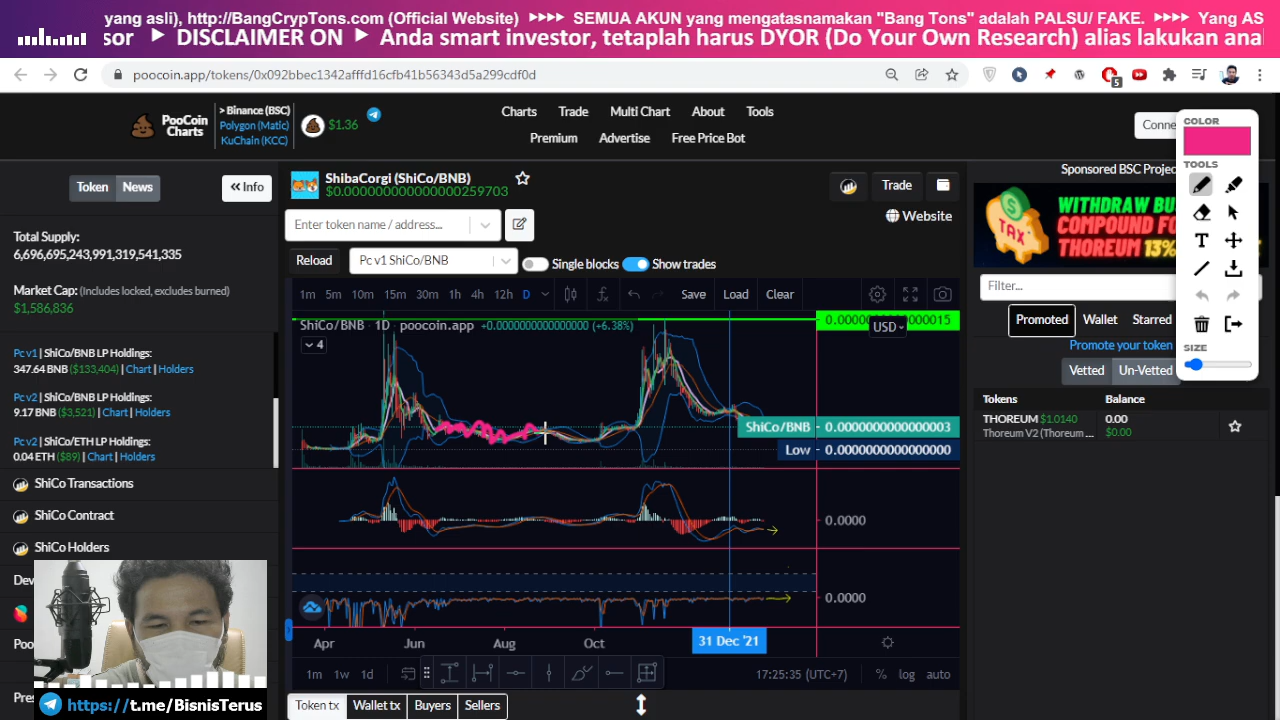 yang asli), http://BangCrypTons.com (Official Website) ►►►► SEMUA AKUN yang mengatasnamakan "Bang Tons" adalah PALSU/ FAKE. ►►►► Yang AS
sor ► DISCLAIMER ON ► Anda smart investor, tetaplah harus DYOR (Do Your Own Research) alias lakukan ana
poocoin.app/tokens/0x092bbec1342afffd16cfb41b56343d5a299cdf0d
5
PooCoin
Charts
> Binance (BSC)
Polygon (Matic)
KuChain (KCC)
$1.36
Charts Trade Multi Chart About Tools
Premium Advertise Free Price Bot
Conne
COLOR
TOOLS
T
SIZE
Token News
Info
ShibaCorgi (ShiCo/BNB)
$0.000000000000000259703
Trade
Website
Enter token name / address...
Reload
Pc v1 ShiCo/BNB
Single blocks
Show trades
Total Supply:
6,696,695,243,991,319,541,335
Market Cap: (Includes locked, excludes burned)
$1,586,836
Pc v1 | ShiCo/BNB LP Holdings:
347.64 BNB ($133,404) | Chart | Holders
Pc v2 | ShiCo/BNB LP Holdings:
9.17 BNB ($3,521) | Chart | Holders
Pc v2 | ShiCo/ETH LP Holdings:
0.04 ETH ($89) | Chart | Holders
ShiCo Transactions
ShiCo Contract
ShiCo Holders
1m 5m 10m 15m 30m 1h 4h 12h D
Save Load Clear
ShiCo/BNB 1D poocoin.app +0.0000000000000000 (+6.38%)
4
USD
ShiCo/BNB 0.0000000000000003
Low 0.0000000000000000
0.0000
0.0000
Apr Jun Aug Oct 31 Dec '21
1m 1w 1d
17:25:35 (UTC+7)
% log auto
Token tx Wallet tx Buyers Sellers
Sponsored BSC Projec
WITHDRAW BU
COMPOUND FO
THOREUM 13%
TAX
Filter...
Promoted Wallet Starred
Promote your token
Vetted Un-Vetted
Tokens Balance
THOREUM $1.0140 0.00
Thoreum V2 (Thoreum ... $0.00
https://t.me/BisnisTerus